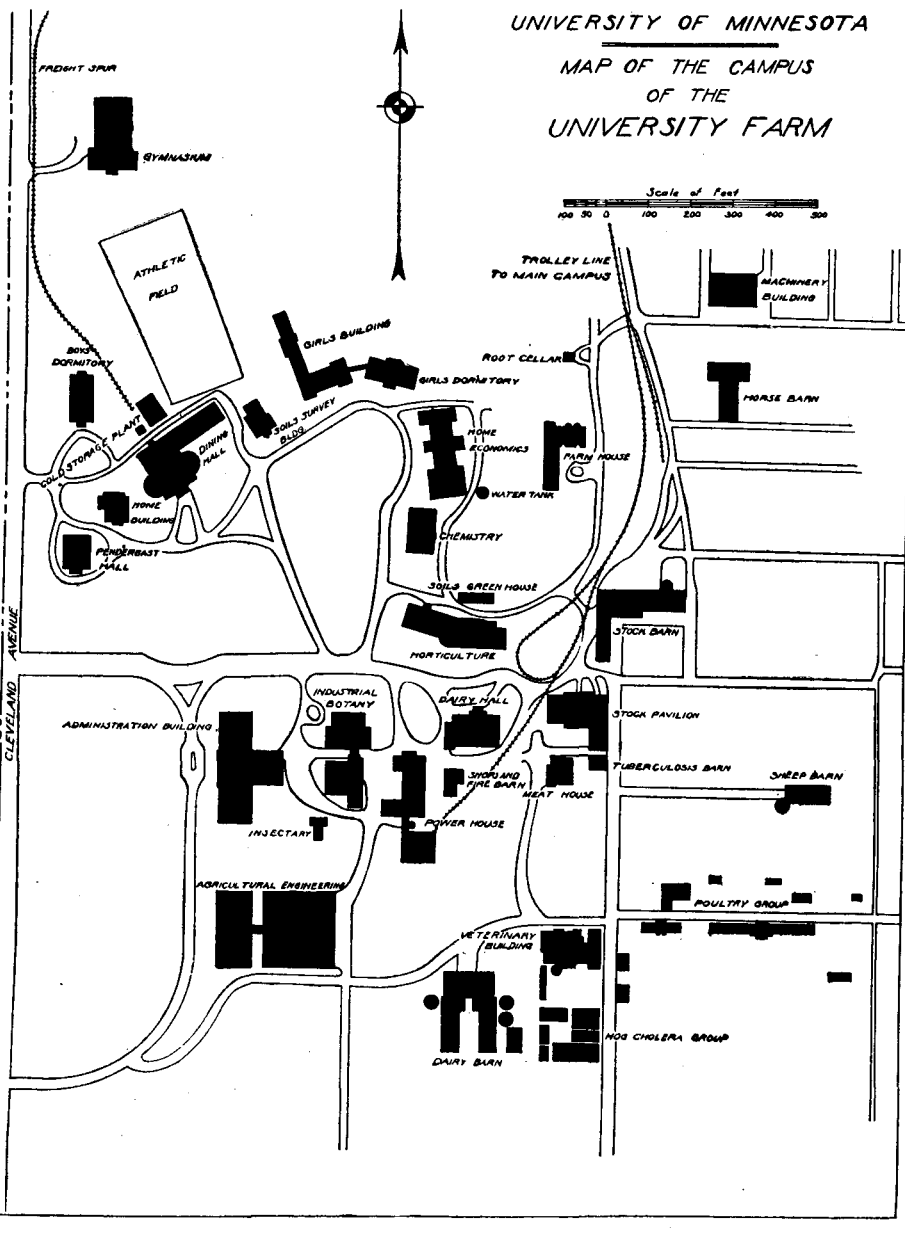 UNIVERSITY OF MINNESOTA
MAP OF THE CAMPUS
OF THE
UNIVERSITY FARM
Scale of Feet
100 50 0 100 200 300 400 500
FREIGHT SPUR
GYMNASIUM
ATHLETIC
FIELD
TROLLEY LINE
TO MAIN CAMPUS
MACHINERY
BUILDING
GIRLS BUILDING
BOYS
DORMITORY
ROOT CELLAR
GIRLS DORMITORY
HORSE BARN
COLD STORAGE PLANT
DINING
HALL
SOILS SURVEY
BLDG.
HOME
ECONOMICS
FARM HOUSE
WATER TANK
HOME
BUILDING
CHEMISTRY
PENDERGAST
HALL
SOILS GREEN HOUSE
STOCK BARN
HORTICULTURE
CLEVELAND AVENUE
INDUSTRIAL
BOTANY
DAIRY HALL
ADMINISTRATION BUILDING
STOCK PAVILION
TUBERCULOSIS BARN
SHOPS AND
FIRE BARN
MEAT HOUSE
SHEEP BARN
INSECTARY
POWER HOUSE
AGRICULTURAL ENGINEERING
POULTRY GROUP
VETERINARY
BUILDING
HOG CHOLERA GROUP
DAIRY BARN